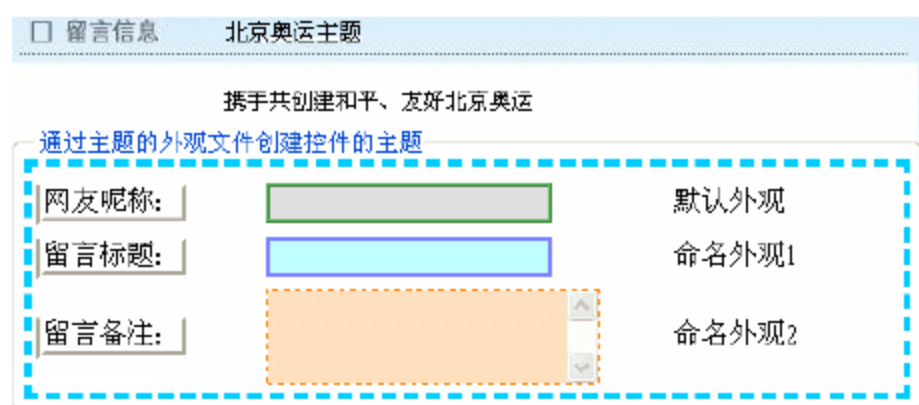 留言信息 北京奥运主题
携手共创建和平、友好北京奥运
通过主题的外观文件创建控件的主题
网友昵称: 默认外观
留言标题: 命名外观1
留言备注: 命名外观2